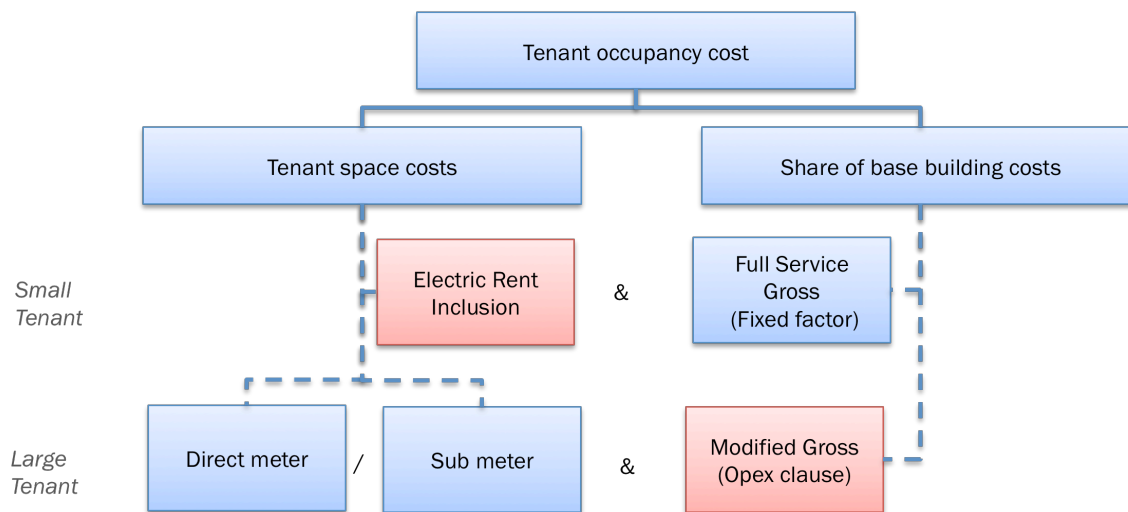 Tenant occupancy cost
Tenant space costs
Share of base building costs
Small
Tenant
Electric Rent
Inclusion
&
Full Service
Gross
(Fixed factor)
Large
Tenant
Direct meter
/
Sub meter
&
Modified Gross
(Opex clause)